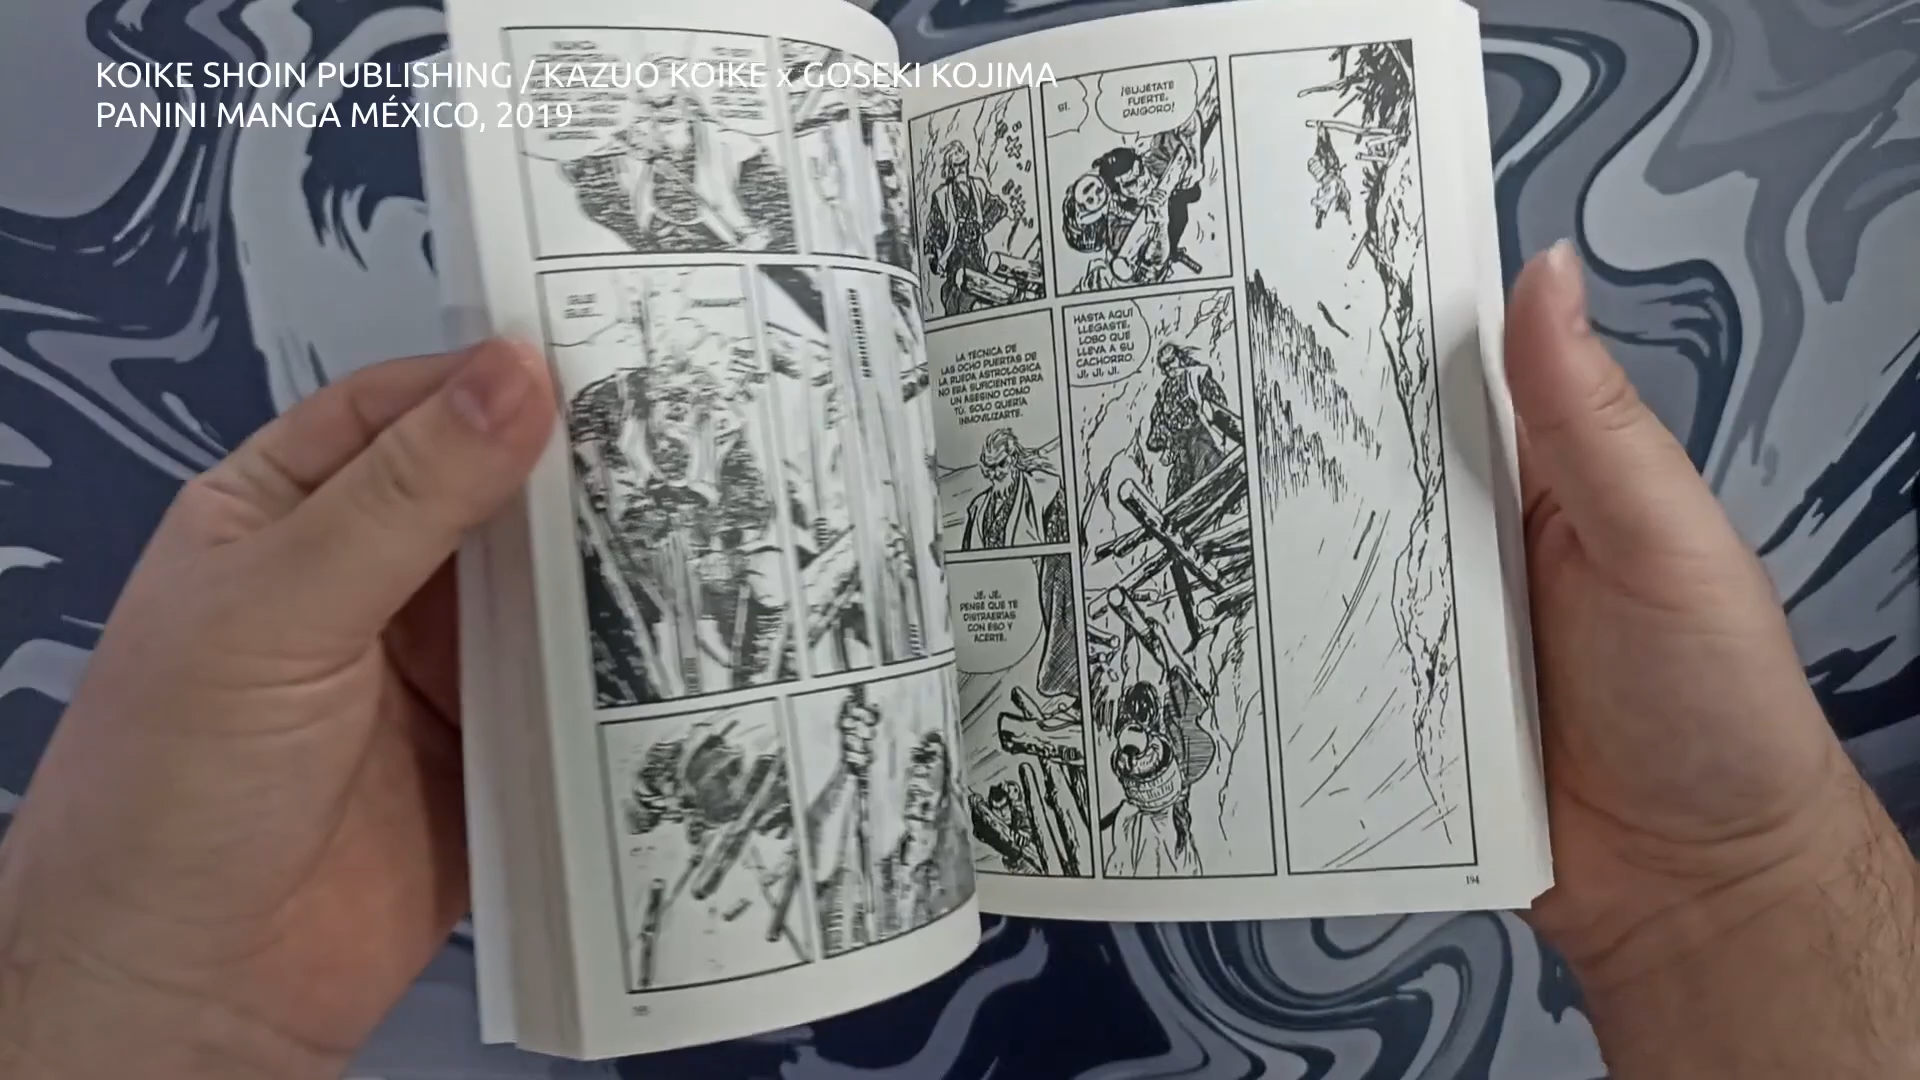 KOIKE SHOIN PUBLISHING / KAZUO KOIKE x GOSEKI KOJIMA
PANINI MANGA MÉXICO, 2019
NUNCA
¡SUJÉTATE
FUERTE,
DAIGORO!
SÍ.
HASTA AQUÍ
LLEGASTE,
LOBO QUE
LLEVA A SU
CACHORRO.
JI, JI, JI.
LA TÉCNICA DE
LAS OCHO PUERTAS DE
LA RUEDA ASTROLÓGICA
NO ERA SUFICIENTE PARA
UN ASESINO COMO
TÚ. SOLO QUERÍA
INMOVILIZARTE.
JE, JE.
PENSÉ QUE TE
DISTRAERÍAS
CON ESO Y
ACERTÉ.
194